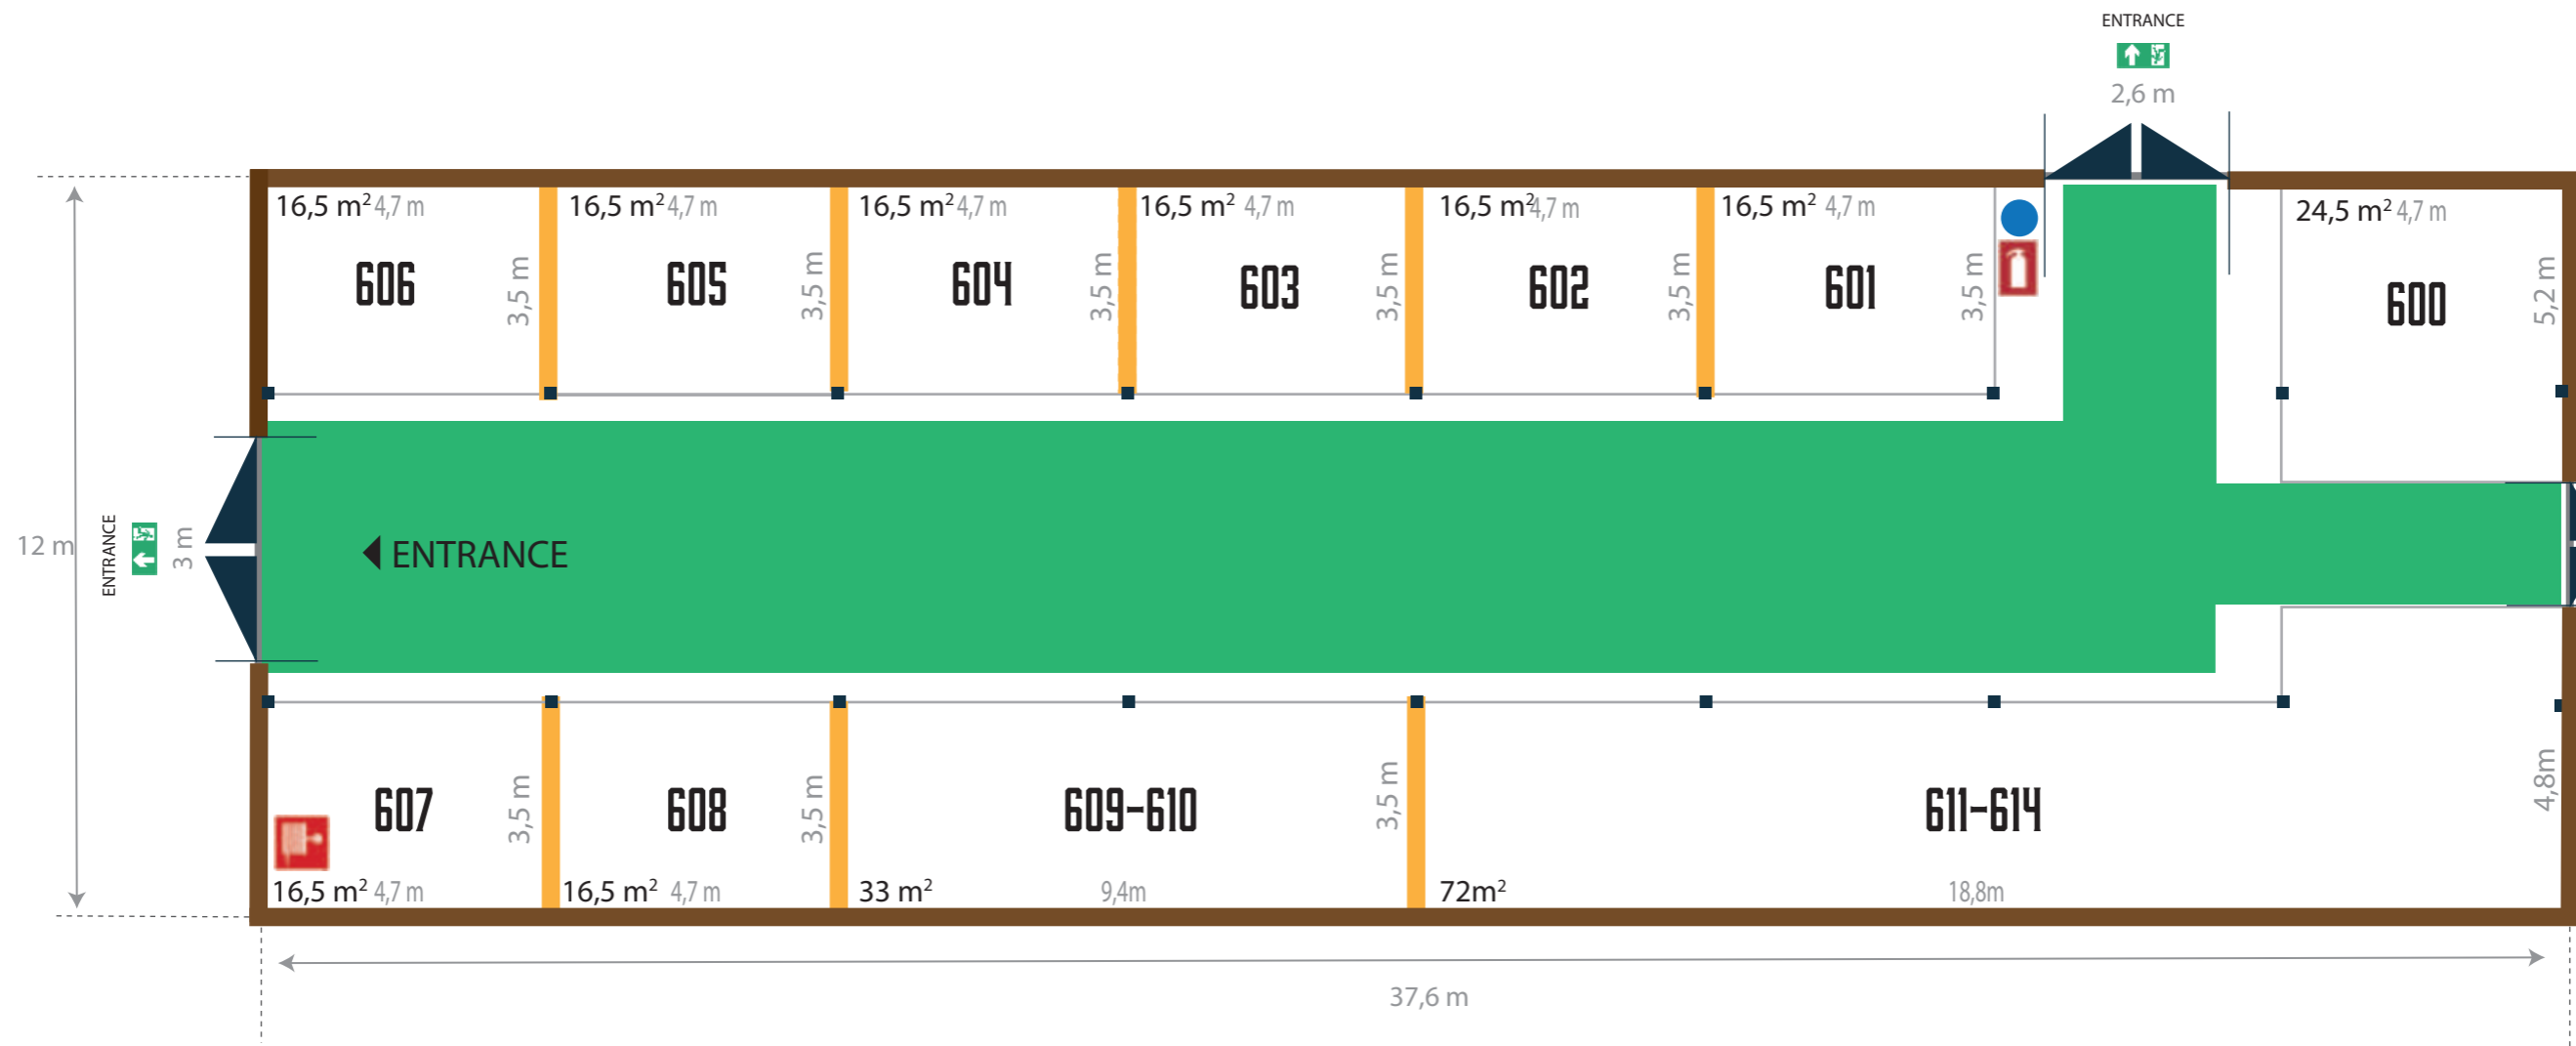 ENTRANCE
2,6 m
16,5 m² 4,7 m
16,5 m² 4,7 m
16,5 m² 4,7 m
16,5 m² 4,7 m
16,5 m² 4,7 m
16,5 m² 4,7 m
24,5 m² 4,7 m
606
3,5 m
605
3,5 m
604
3,5 m
603
3,5 m
602
3,5 m
601
3,5 m
600
5,2 m
12 m
ENTRANCE
3 m
ENTRANCE
607
3,5 m
608
3,5 m
609-610
3,5 m
611-614
4,8m
16,5 m² 4,7 m
16,5 m² 4,7 m
33 m²
9,4m
72m²
18,8m
37,6 m